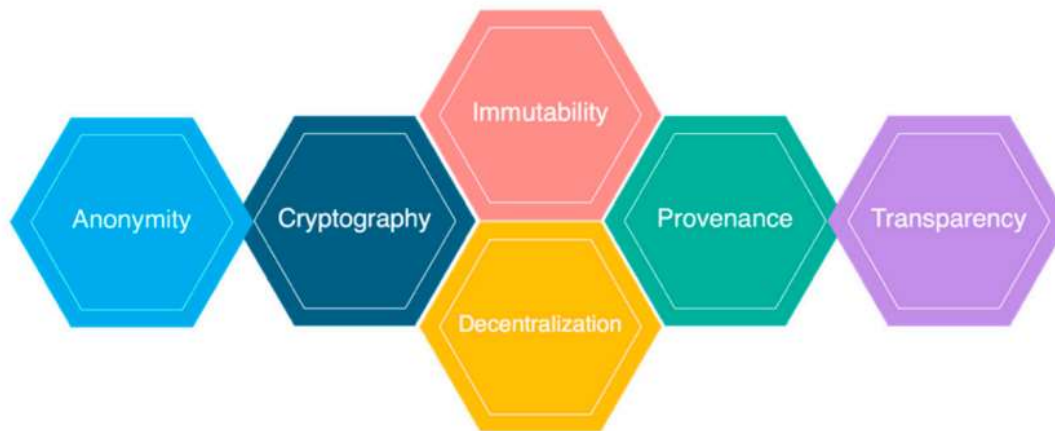 Immutability
Anonymity
Cryptography
Provenance
Transparency
Decentralization